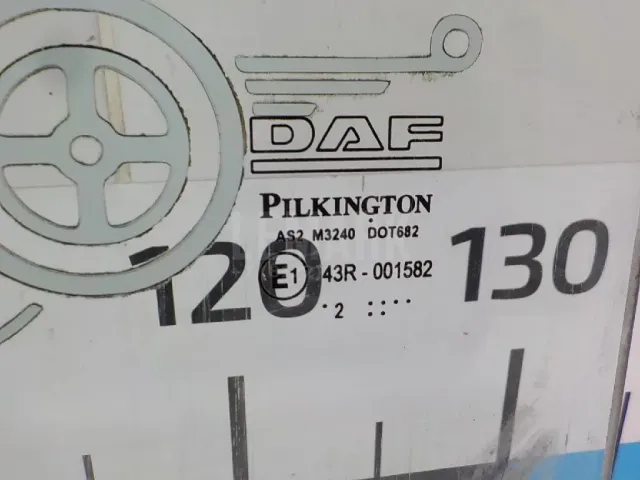 DAF
PILKINGTON
AS2 M3240 DOT682
120 130
E1 43R - 001582
. 2 :: ....